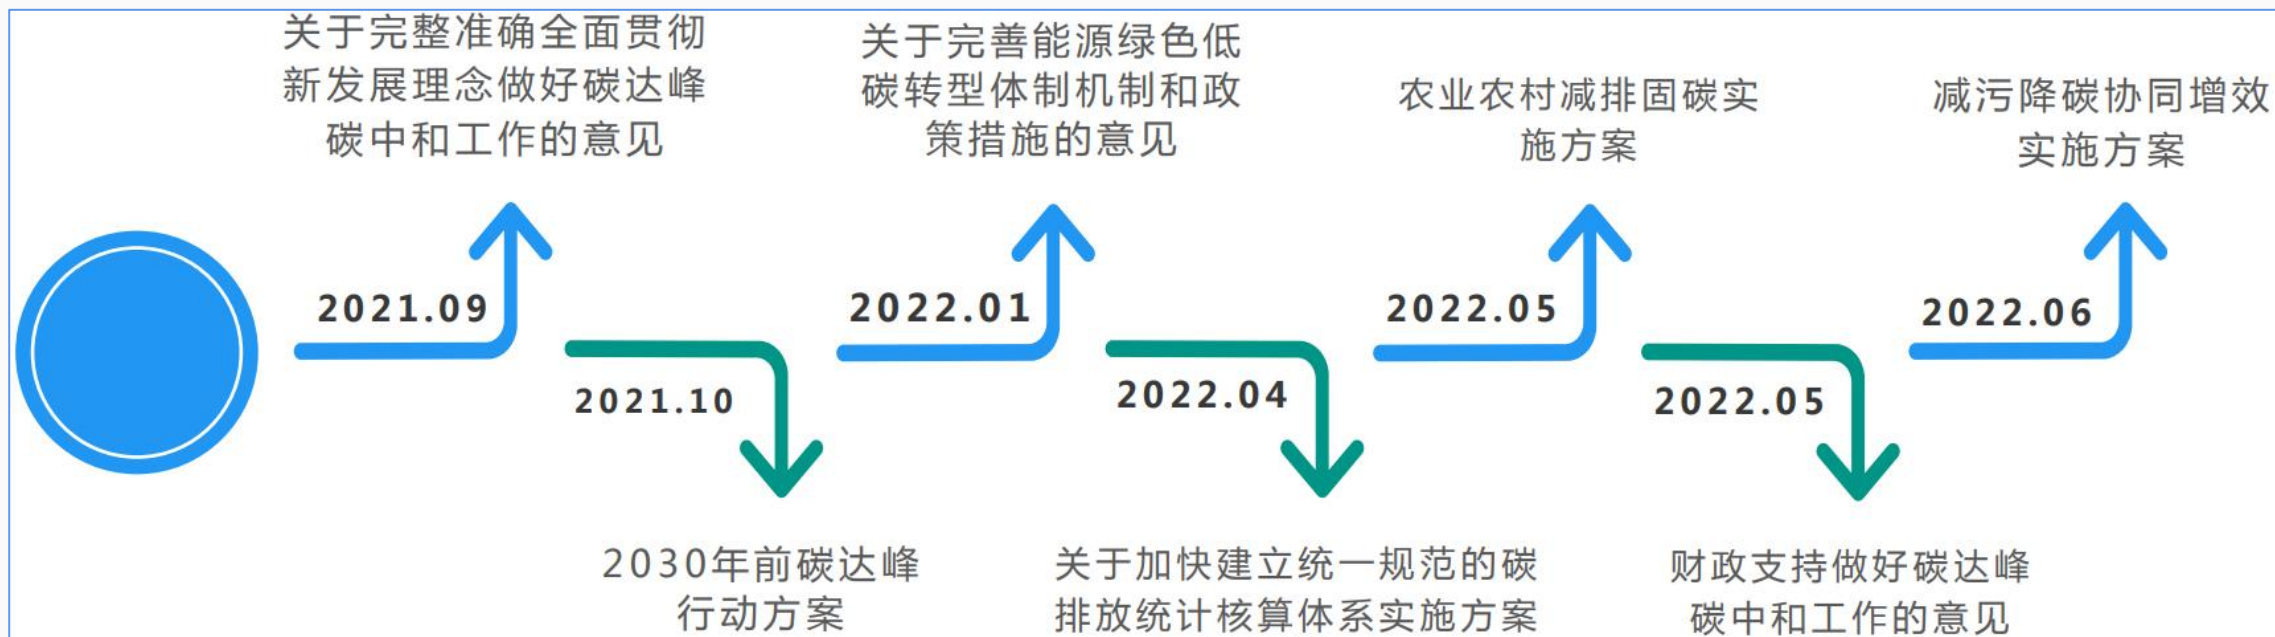 关于完整准确全面贯彻
新发展理念做好碳达峰
碳中和工作的意见
2021.09
2021.10
2030年前碳达峰
行动方案
关于完善能源绿色低
碳转型体制机制和政
策措施的意见
2022.01
2022.04
关于加快建立统一规范的碳
排放统计核算体系实施方案
农业农村减排固碳实
施方案
2022.05
2022.05
财政支持做好碳达峰
碳中和工作的意见
减污降碳协同增效
实施方案
2022.06